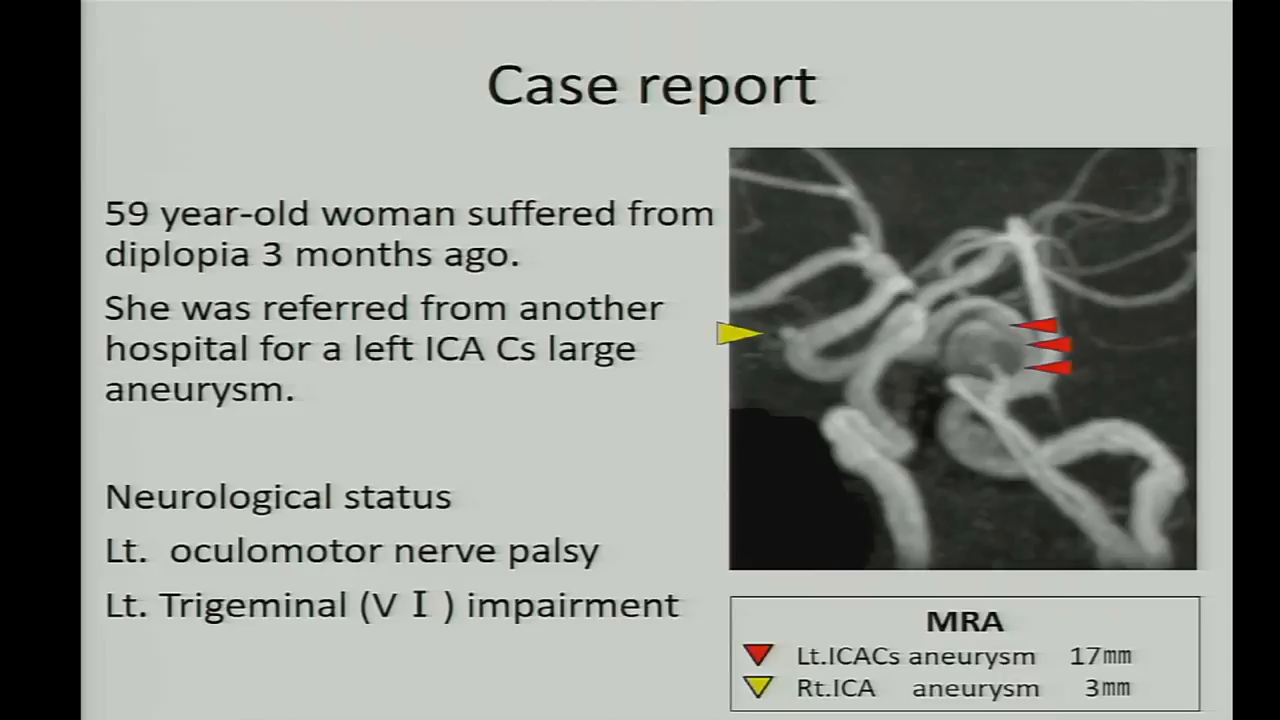 Case report
59 year-old woman suffered from
diplopia 3 months ago.
She was referred from another
hospital for a left ICA Cs large
aneurysm.
Neurological status
Lt. oculomotor nerve palsy
Lt. Trigeminal (V I ) impairment
MRA
Lt.ICACs aneurysm 17mm
Rt.ICA aneurysm 3mm